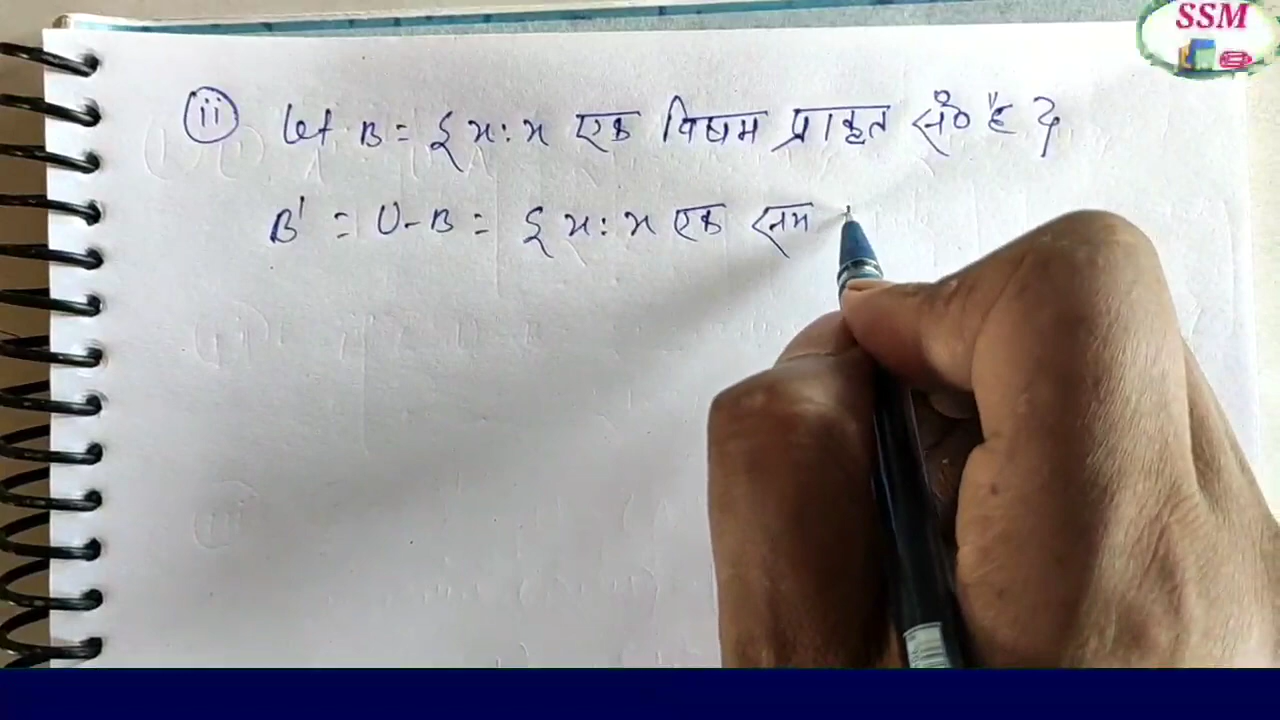 SSM
(ii) Let B = { x : x एक विषम प्राकृत सं० है }
B' = U - B = { x : x एक सम